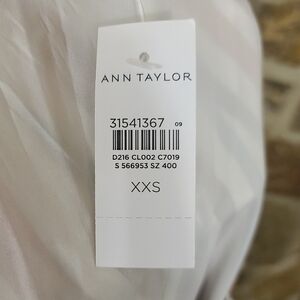 ANN TAYLOR
31541367 09
D216 CL002 C7019
S 566953 SZ 400
XXS